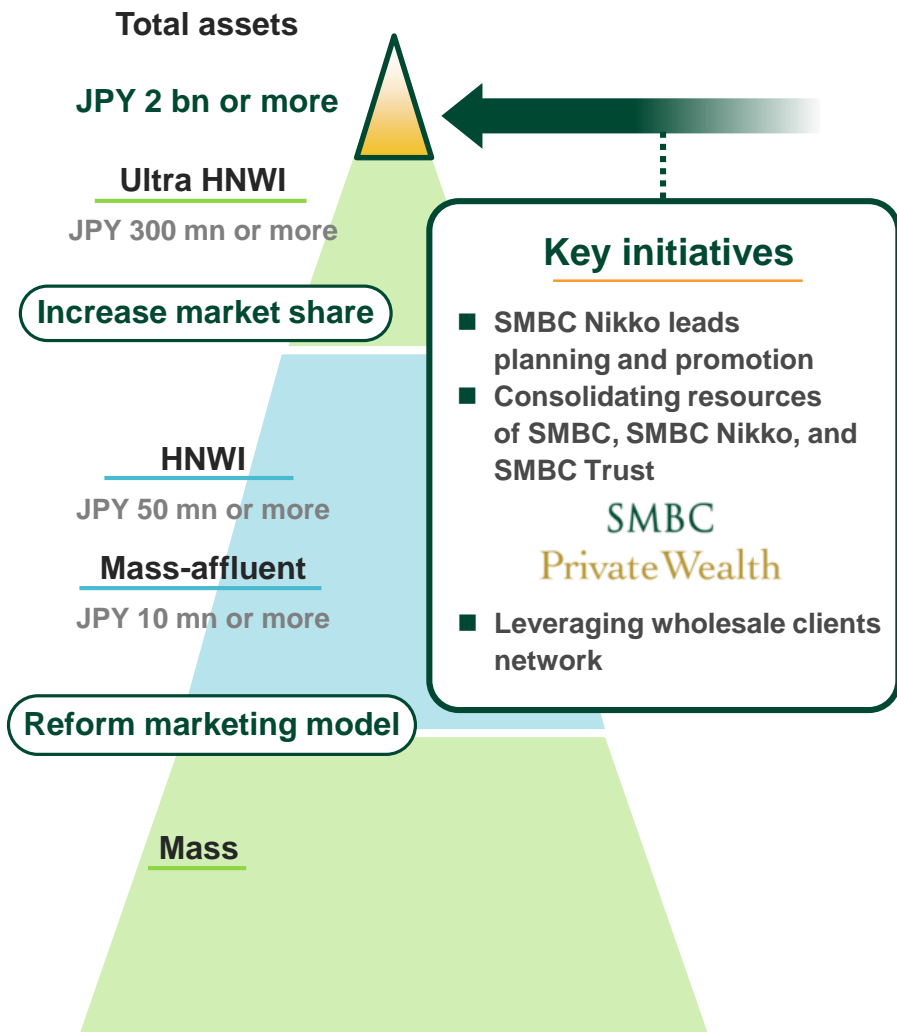 Total assets
JPY 2 bn or more
Ultra HNWI
JPY 300 mn or more
Increase market share
HNWI
JPY 50 mn or more
Mass-affluent
JPY 10 mn or more
Reform marketing model
Mass
Key initiatives
SMBC Nikko leads
planning and promotion
Consolidating resources
of SMBC, SMBC Nikko, and
SMBC Trust
SMBC
Private Wealth
Leveraging wholesale clients
network